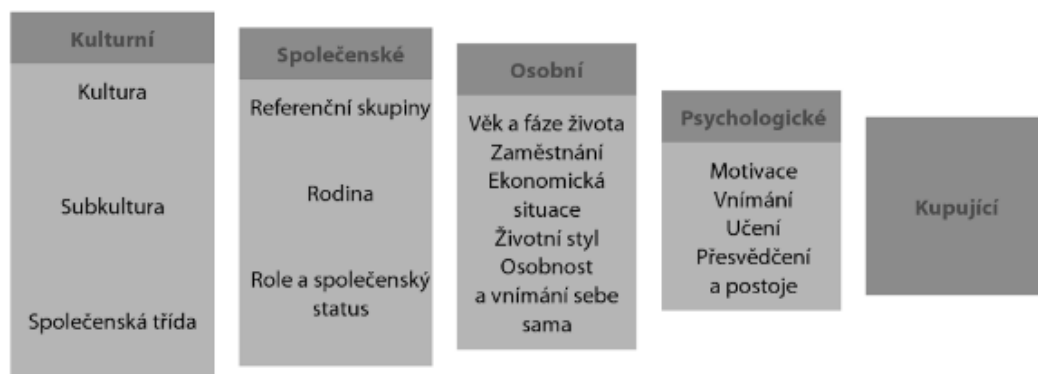 Kulturní
Kultura
Subkultura
Společenská třída
Společenské
Referenční skupiny
Rodina
Role a společenský
status
Osobní
Věk a fáze života
Zaměstnání
Ekonomická
situace
Životní styl
Osobnost
a vnímání sebe
sama
Psychologické
Motivace
Vnímání
Učení
Přesvědčení
a postoje
Kupující